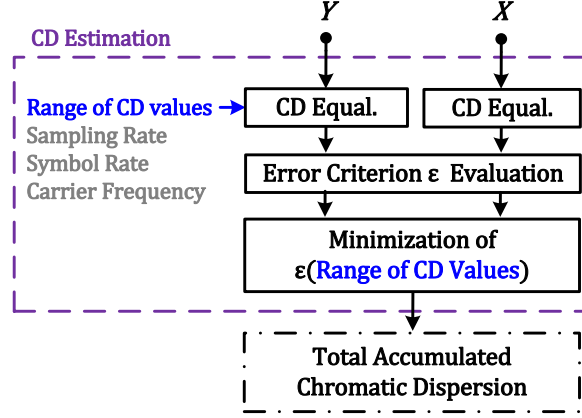 Y X
CD Estimation
Range of CD values
CD Equal. CD Equal.
Sampling Rate
Symbol Rate
Carrier Frequency
Error Criterion ε Evaluation
Minimization of
ε(Range of CD Values)
Total Accumulated
Chromatic Dispersion